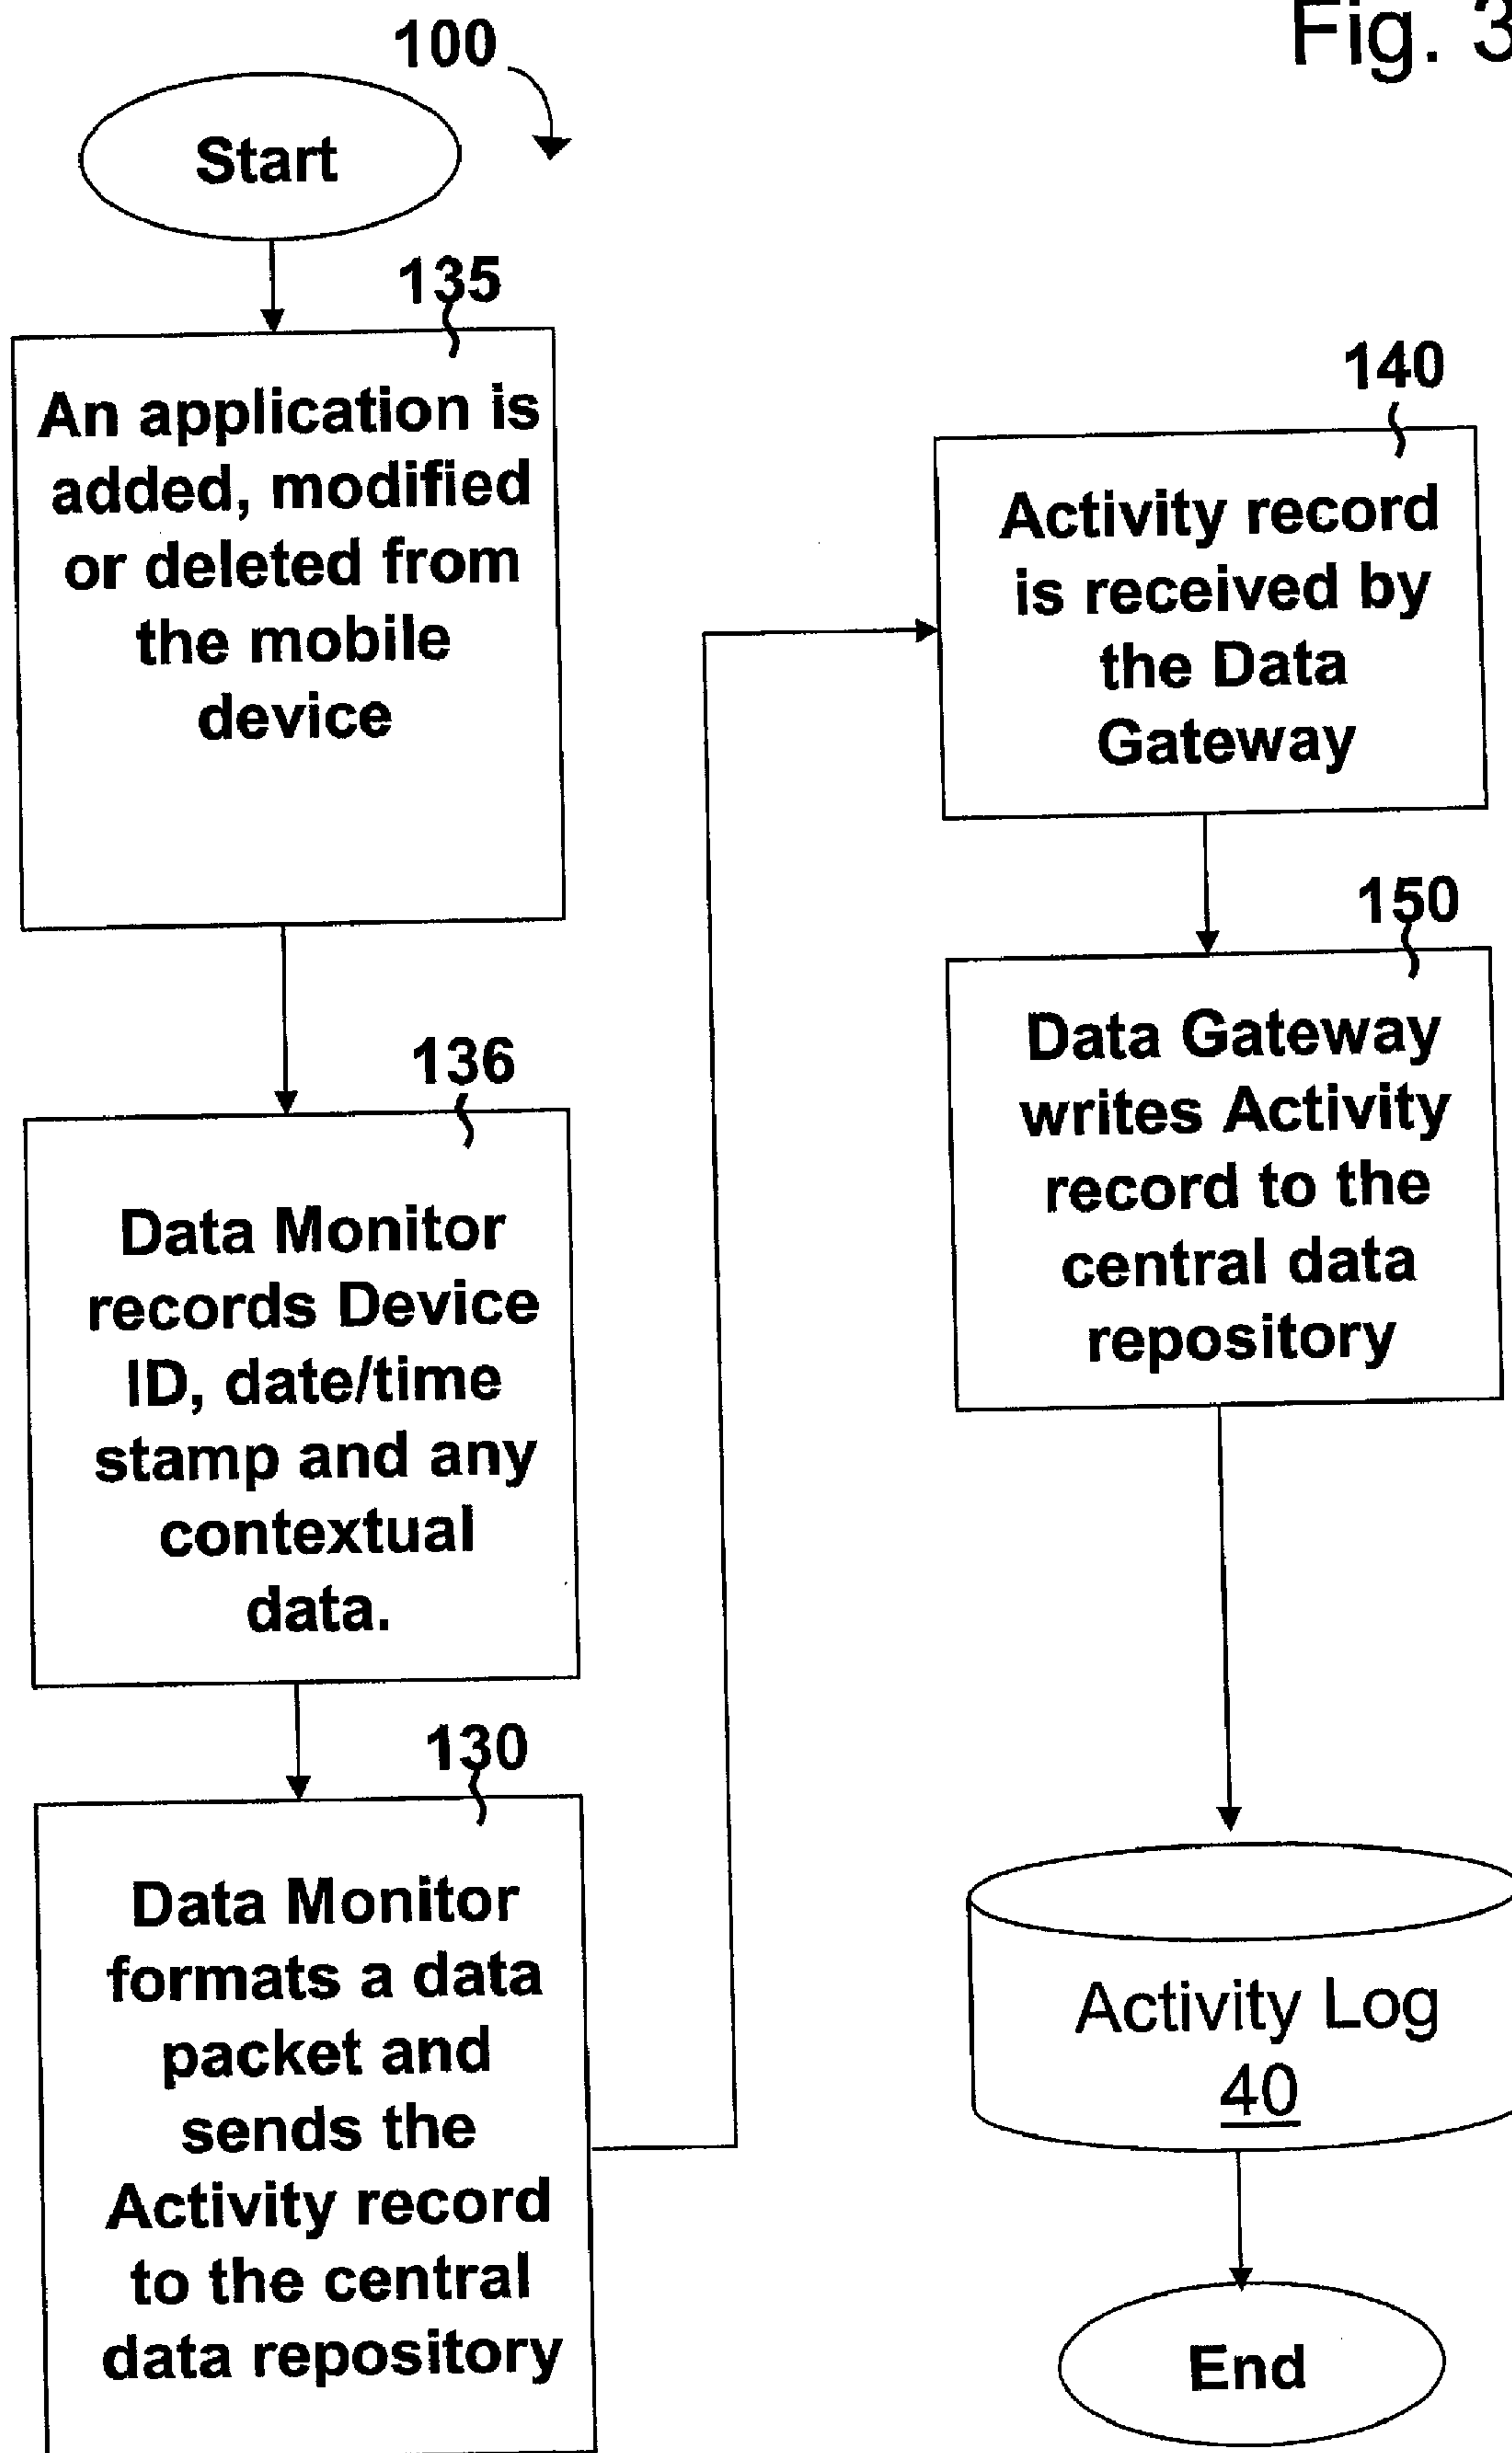 Fig. 3
100
Start
135
An application is
added, modified
or deleted from
the mobile
device
136
Data Monitor
records Device
ID, date/time
stamp and any
contextual
data.
130
Data Monitor
formats a data
packet and
sends the
Activity record
to the central
data repository
140
Activity record
is received by
the Data
Gateway
150
Data Gateway
writes Activity
record to the
central data
repository
Activity Log
40
End